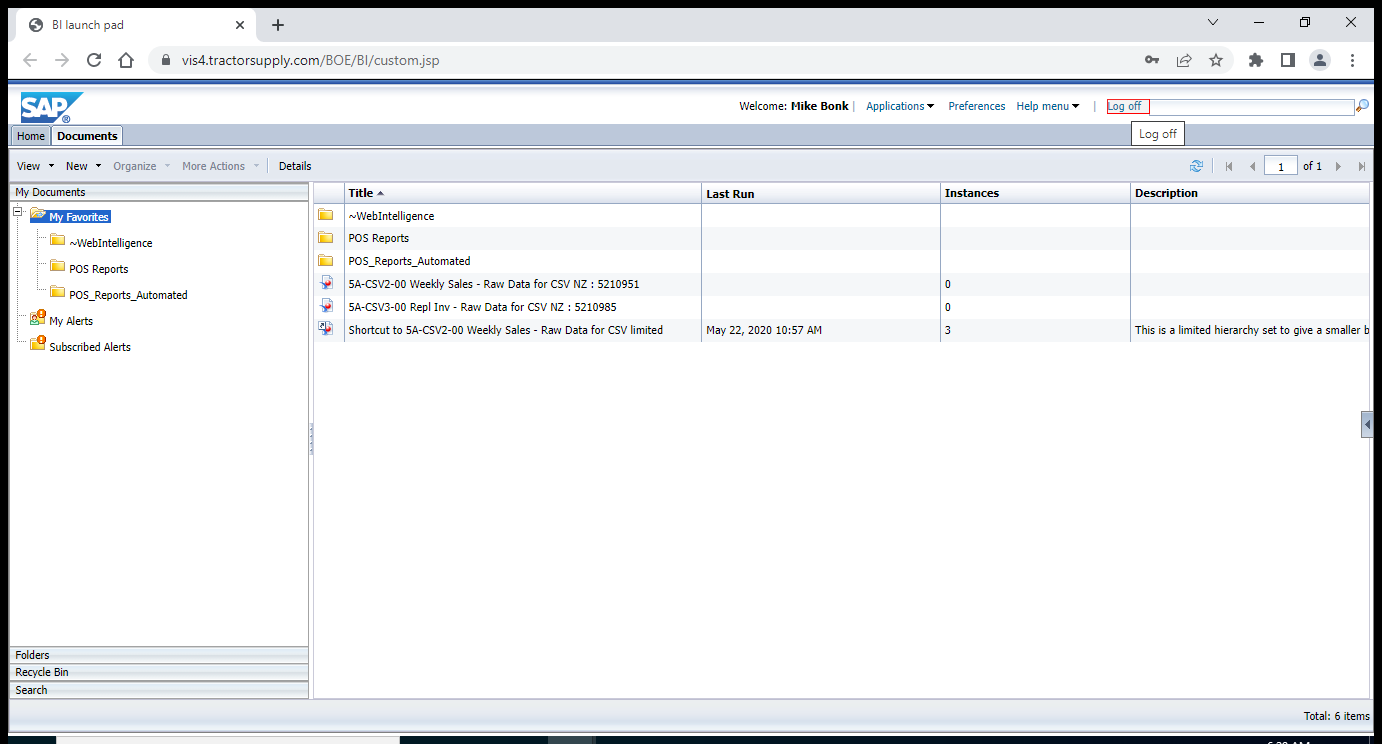 BI launch pad
vis4.tractorsupply.com/BOE/BI/custom.jsp
SAP ®
Welcome: Mike Bonk | Applications Preferences Help menu | Log off
Home Documents
Log off
View New Organize More Actions Details
1 of 1
My Documents
My Favorites
~WebIntelligence
POS Reports
POS_Reports_Automated
My Alerts
Subscribed Alerts
Folders
Recycle Bin
Search
Title Last Run Instances Description
~WebIntelligence
POS Reports
POS_Reports_Automated
5A-CSV2-00 Weekly Sales - Raw Data for CSV NZ : 5210951 0
5A-CSV3-00 Repl Inv - Raw Data for CSV NZ : 5210985 0
Shortcut to 5A-CSV2-00 Weekly Sales - Raw Data for CSV limited May 22, 2020 10:57 AM 3 This is a limited hierarchy set to give a smaller b
Total: 6 items